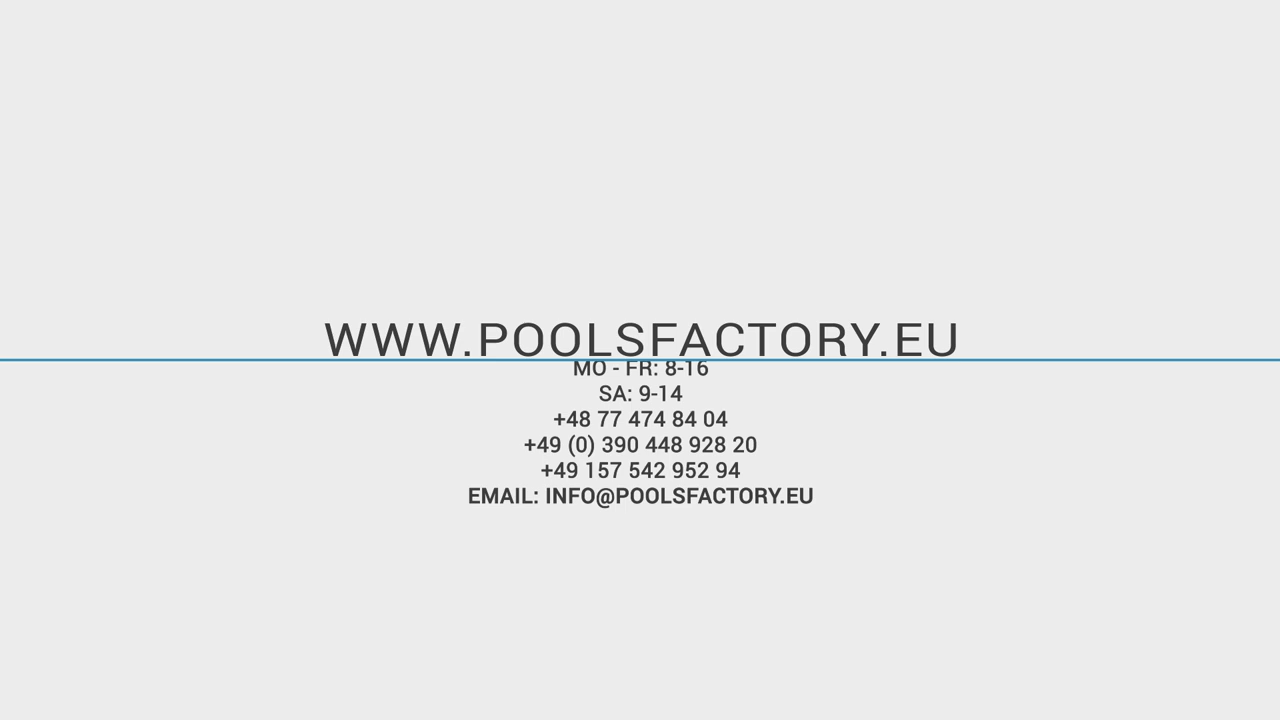 WWW.POOLSFACTORY.EU
MO - FR: 8-16
SA: 9-14
+48 77 474 84 04
+49 (0) 390 448 928 20
+49 157 542 952 94
EMAIL: INFO@POOLSFACTORY.EU